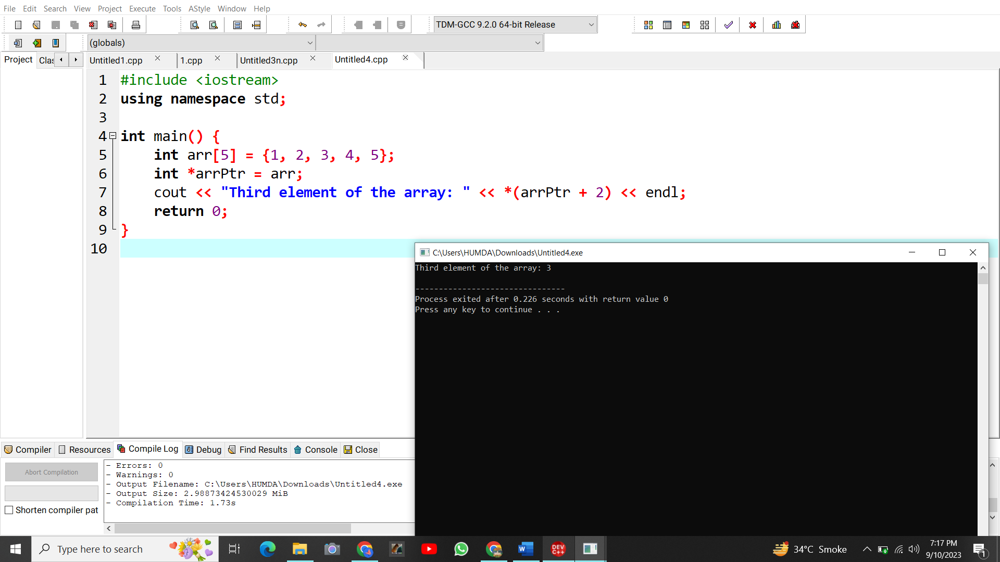 File Edit Search View Project Execute Tools AStyle Window Help
TDM-GCC 9.2.0 64-bit Release
(globals)
Project Clas
Untitled1.cpp 1.cpp Untitled3n.cpp Untitled4.cpp
1 #include <iostream>
2 using namespace std;
3
4 int main() {
5 int arr[5] = {1, 2, 3, 4, 5};
6 int *arrPtr = arr;
7 cout << "Third element of the array: " << *(arrPtr + 2) << endl;
8 return 0;
9 }
10
C:\Users\HUMDA\Downloads\Untitled4.exe
Third element of the array: 3
--------------------------------
Process exited after 0.226 seconds with return value 0
Press any key to continue . . .
Compiler Resources Compile Log Debug Find Results Console Close
Abort Compilation
Shorten compiler pat
- Errors: 0
- Warnings: 0
- Output Filename: C:\Users\HUMDA\Downloads\Untitled4.exe
- Output Size: 2.98873424530029 MiB
- Compilation Time: 1.73s
Type here to search
W
DEV
C++
34°C Smoke
7:17 PM
9/10/2023
1